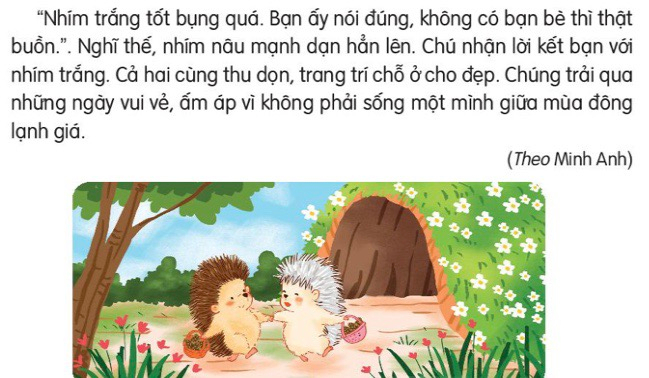 “Nhím trắng tốt bụng quá. Bạn ấy nói đúng, không có bạn bè thì thật
buồn.”. Nghĩ thế, nhím nâu mạnh dạn hẳn lên. Chú nhận lời kết bạn với
nhím trắng. Cả hai cùng thu dọn, trang trí chỗ ở cho đẹp. Chúng trải qua
những ngày vui vẻ, ấm áp vì không phải sống một mình giữa mùa đông
lạnh giá.
(Theo Minh Anh)